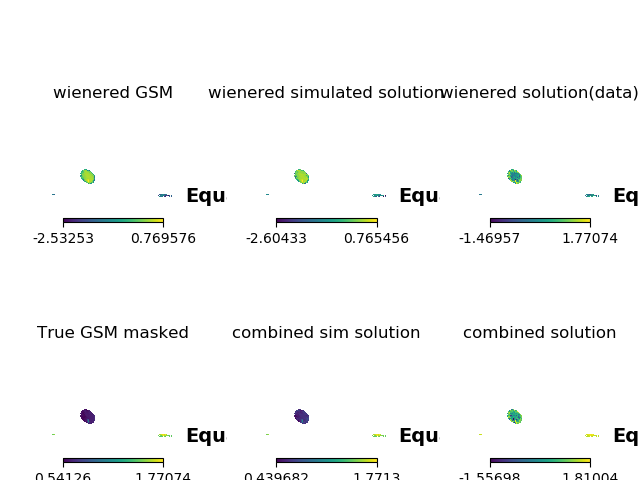 wienered GSM wienered simulated solution wienered solution(data)
Equ Equ Eq
-2.53253 0.769576 -2.60433 0.765456 -1.46957 1.77074
True GSM masked combined sim solution combined solution
Equ Equ Eq
0.54126 1.77074 0.439682 1.7713 -1.55698 1.81004